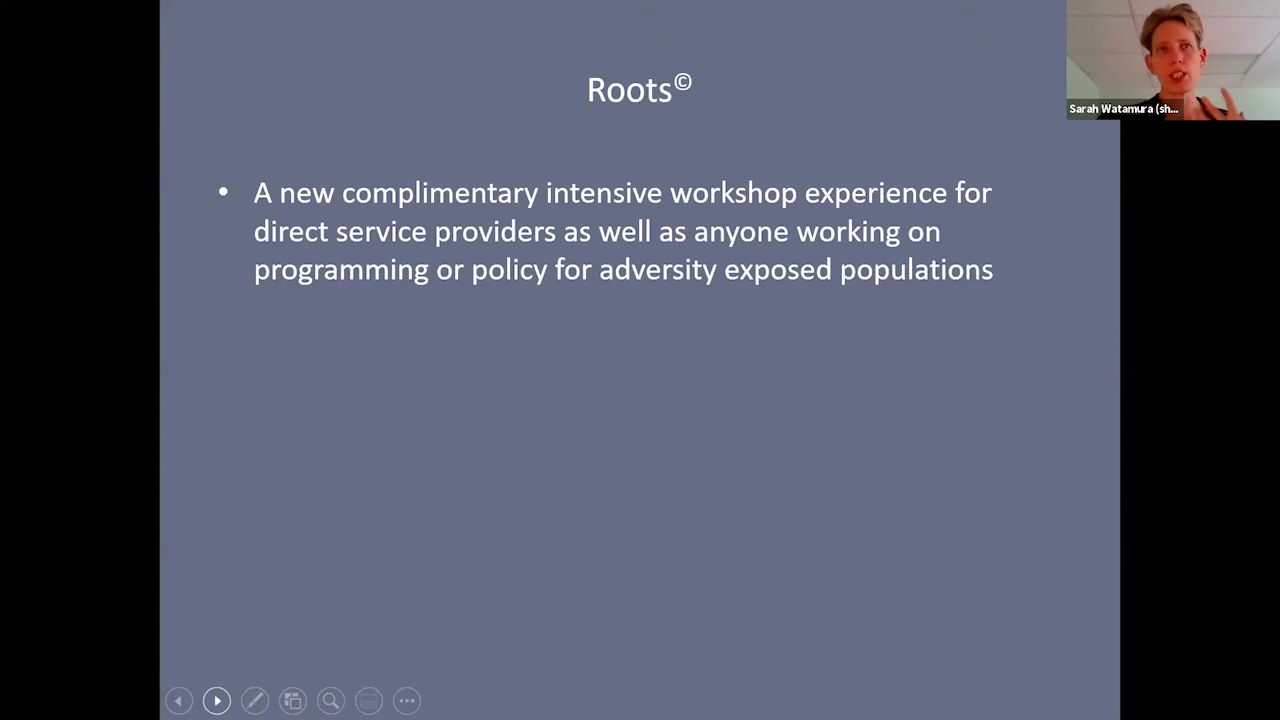 Roots©
Sarah Watamura (sh...
• A new complimentary intensive workshop experience for
direct service providers as well as anyone working on
programming or policy for adversity exposed populations